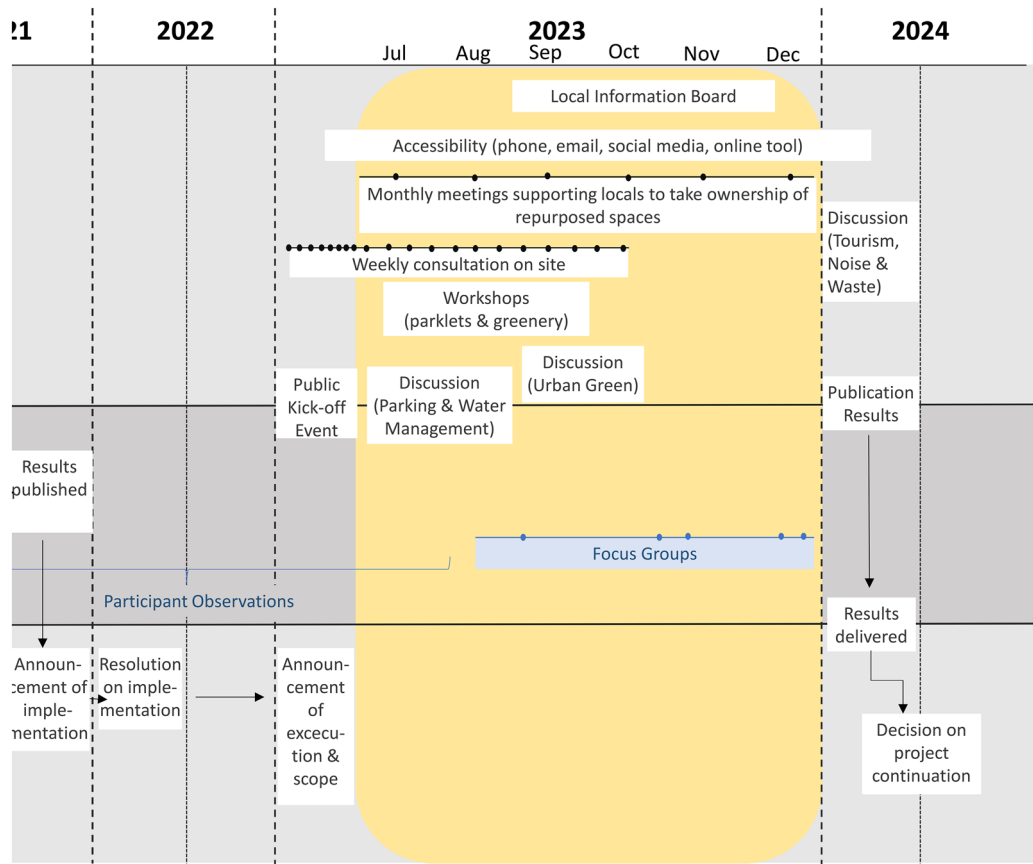 21
2022
2023
2024
Jul
Aug
Sep
Oct
Nov
Dec
Local Information Board
Accessibility (phone, email, social media, online tool)
Monthly meetings supporting locals to take ownership of
repurposed spaces
Discussion
(Tourism,
Noise &
Waste)
Weekly consultation on site
Workshops
(parklets & greenery)
Discussion
(Urban Green)
Public
Kick-off
Event
Discussion
(Parking & Water
Management)
Publication
Results
Results
published
Focus Groups
Participant Observations
Results
delivered
Announ-
cement of
imple-
mentation
Resolution
on imple-
mentation
Announ-
cement
of
excecu-
tion &
scope
Decision on
project
continuation